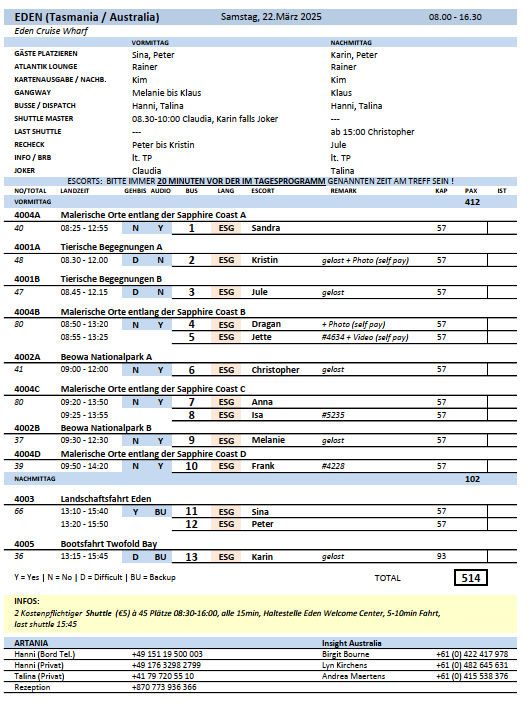 EDEN (Tasmania / Australia) Samstag, 22.März 2025 08.00 - 16.30
Eden Cruise Wharf
VORMITTAG NACHMITTAG
GÄSTE PLATZIEREN Sina, Peter Karin, Peter
ATLANTIK LOUNGE Rainer Rainer
KARTENAUSGABE / NACHB. Kim Kim
GANGWAY Melanie bis Klaus Klaus
BUSSE / DISPATCH Hanni, Talina Hanni, Talina
SHUTTLE MASTER 08.30-10:00 Claudia, Karin falls Joker ---
LAST SHUTTLE --- ab 15:00 Christopher
RECHECK Peter bis Kristin Jule
INFO / BRB lt. TP lt. TP
JOKER Claudia Talina
ESCORTS: BITTE IMMER 20 MINUTEN VOR DER IM TAGESPROGRAMM GENANNTEN ZEIT AM TREFF SEIN !
NO/TOTAL LANDZEIT GEHBIS AUDIO BUS LANG ESCORT REMARK KAP PAX IST
VORMITTAG 412
4004A Malerische Orte entlang der Sapphire Coast A
40 08:25 - 12:55 N Y 1 ESG Sandra 57
4001A Tierische Begegnungen A
48 08.30 - 12.00 D N 2 ESG Kristin gelost + Photo (self pay) 57
4001B Tierische Begegnungen B
47 08.45 - 12.15 D N 3 ESG Jule gelost 57
4004B Malerische Orte entlang der Sapphire Coast B
80 08:50 - 13:20 N Y 4 ESG Dragan + Photo (self pay) 57
08:55 - 13:25 5 ESG Jette #4634 + Video (self pay) 57
4002A Beowa Nationalpark A
41 09:00 - 12:00 N Y 6 ESG Christopher gelost 57
4004C Malerische Orte entlang der Sapphire Coast C
80 09:20 - 13:50 N Y 7 ESG Anna 57
09:25 - 13:55 8 ESG Isa #5235 57
4002B Beowa Nationalpark B
37 09:30 - 12:30 N Y 9 ESG Melanie gelost 57
4004D Malerische Orte entlang der Sapphire Coast D
39 09:50 - 14:20 N Y 10 ESG Frank #4228 57
NACHMITTAG 102
4003 Landschaftsfahrt Eden
66 13:10 - 15:40 Y BU 11 ESG Sina 57
13:20 - 15:50 12 ESG Peter 57
4005 Bootsfahrt Twofold Bay
36 13:15 - 15:45 D BU 13 ESG Karin gelost 93
Y = Yes | N = No | D = Difficult | BU = Backup TOTAL 514
INFOS:
2 Kostenpflichtiger Shuttle (€5) à 45 Plätze 08:30-16:00, alle 15min, Haltestelle Eden Welcome Center, 5-10min Fahrt,
last shuttle 15:45
ARTANIA Insight Australia
Hanni (Bord Tel.) +49 151 19 500 003 Birgit Bourne +61 (0) 422 417 978
Hanni (Privat) +49 176 3298 2799 Lyn Kirchens +61 (0) 482 645 631
Talina (Privat) +41 79 720 55 10 Andrea Maertens +61 (0) 415 538 376
Rezeption +870 773 936 366